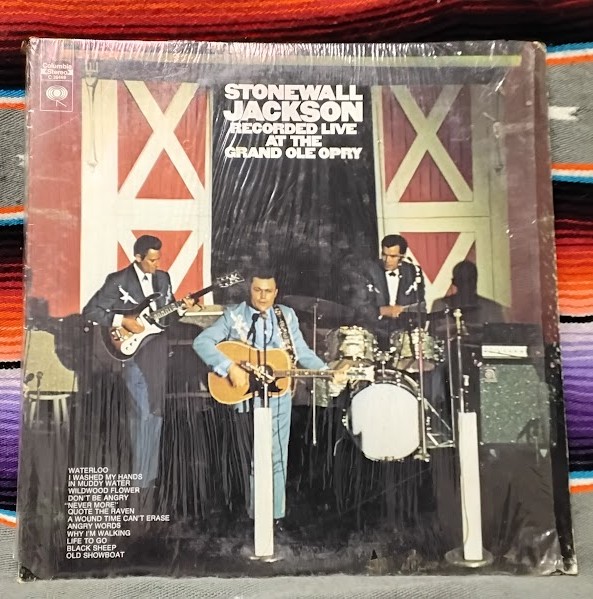 Columbia
Stereo
STONEWALL
JACKSON
RECORDED LIVE
AT THE
GRAND OLE OPRY
WATERLOO
I WASHED MY HANDS
IN MUDDY WATER
WILDWOOD FLOWER
DON'T BE ANGRY
"NEVER MORE"
QUOTE THE RAVEN
A WOUND TIME CAN'T ERASE
ANGRY WORDS
WHY I'M WALKING
LIFE TO GO
BLACK SHEEP
OLD SHOWBOAT